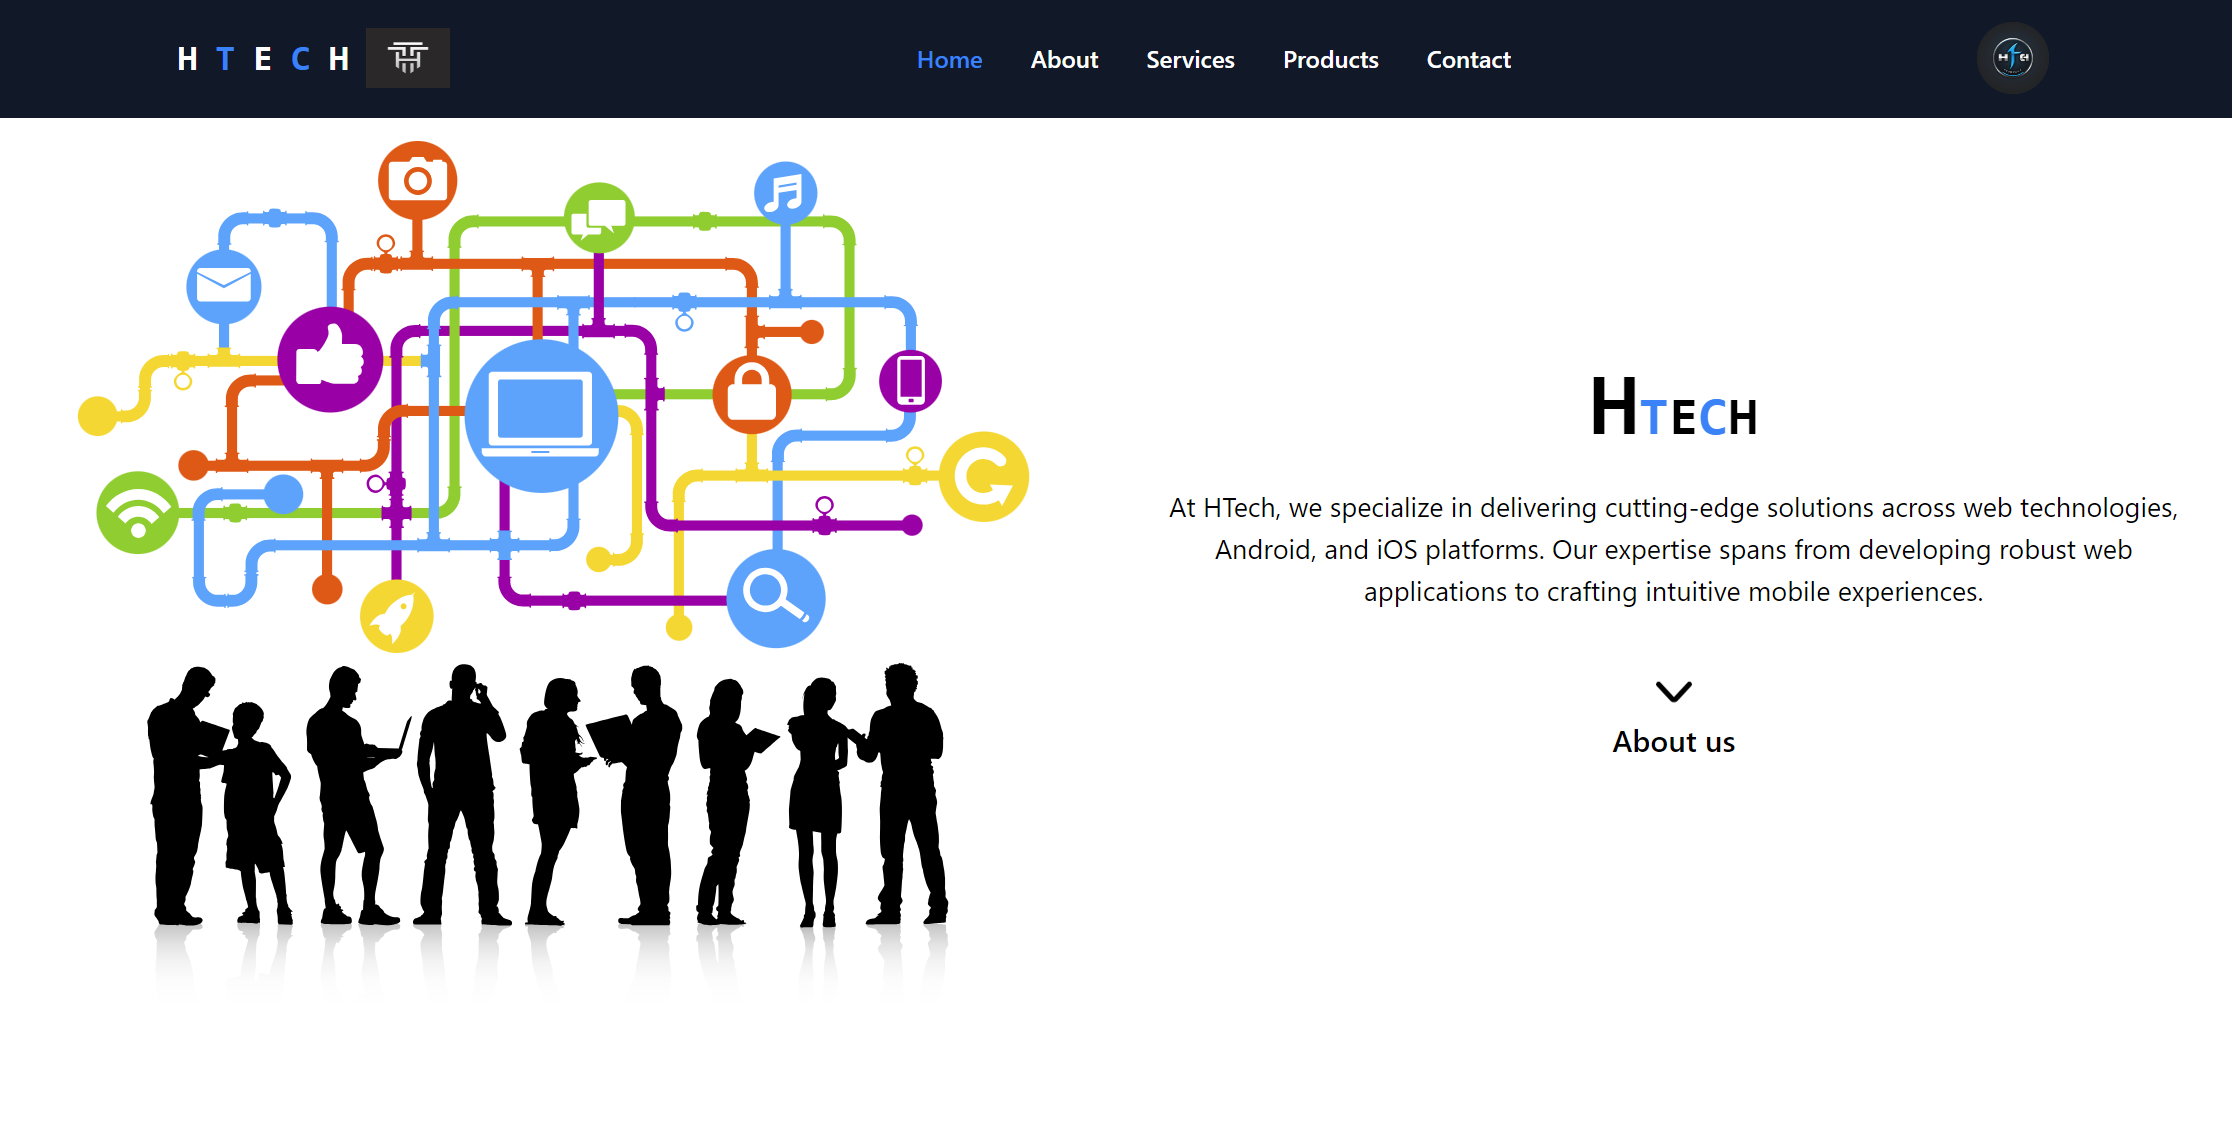 H T E C H
Home About Services Products Contact
HTECH
At HTech, we specialize in delivering cutting-edge solutions across web technologies,
Android, and iOS platforms. Our expertise spans from developing robust web
applications to crafting intuitive mobile experiences.
About us